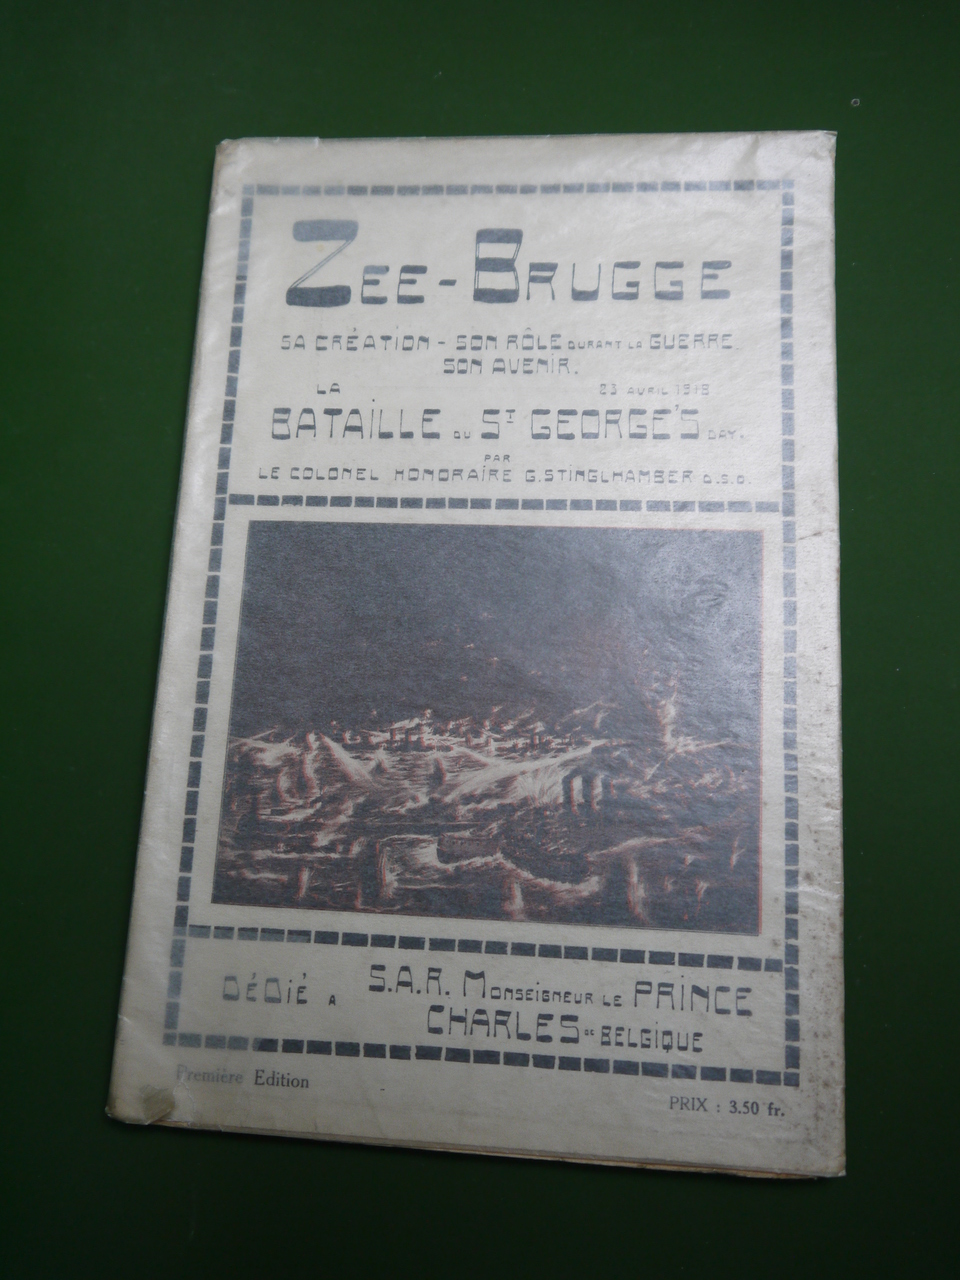 ZEE-BRUGGE
SA CRÉATION - SON RÔLE DURANT LA GUERRE.
SON AVENIR.
LA 23 AVRIL 1918
BATAILLE DU ST GEORGE'S DAY.
PAR
LE COLONEL HONORAIRE G. STINGLHAMBER D.S.O.
DÉDIÉ A S.A.R. MONSEIGNEUR LE PRINCE
CHARLES DE BELGIQUE
Première Edition
PRIX : 3.50 fr.